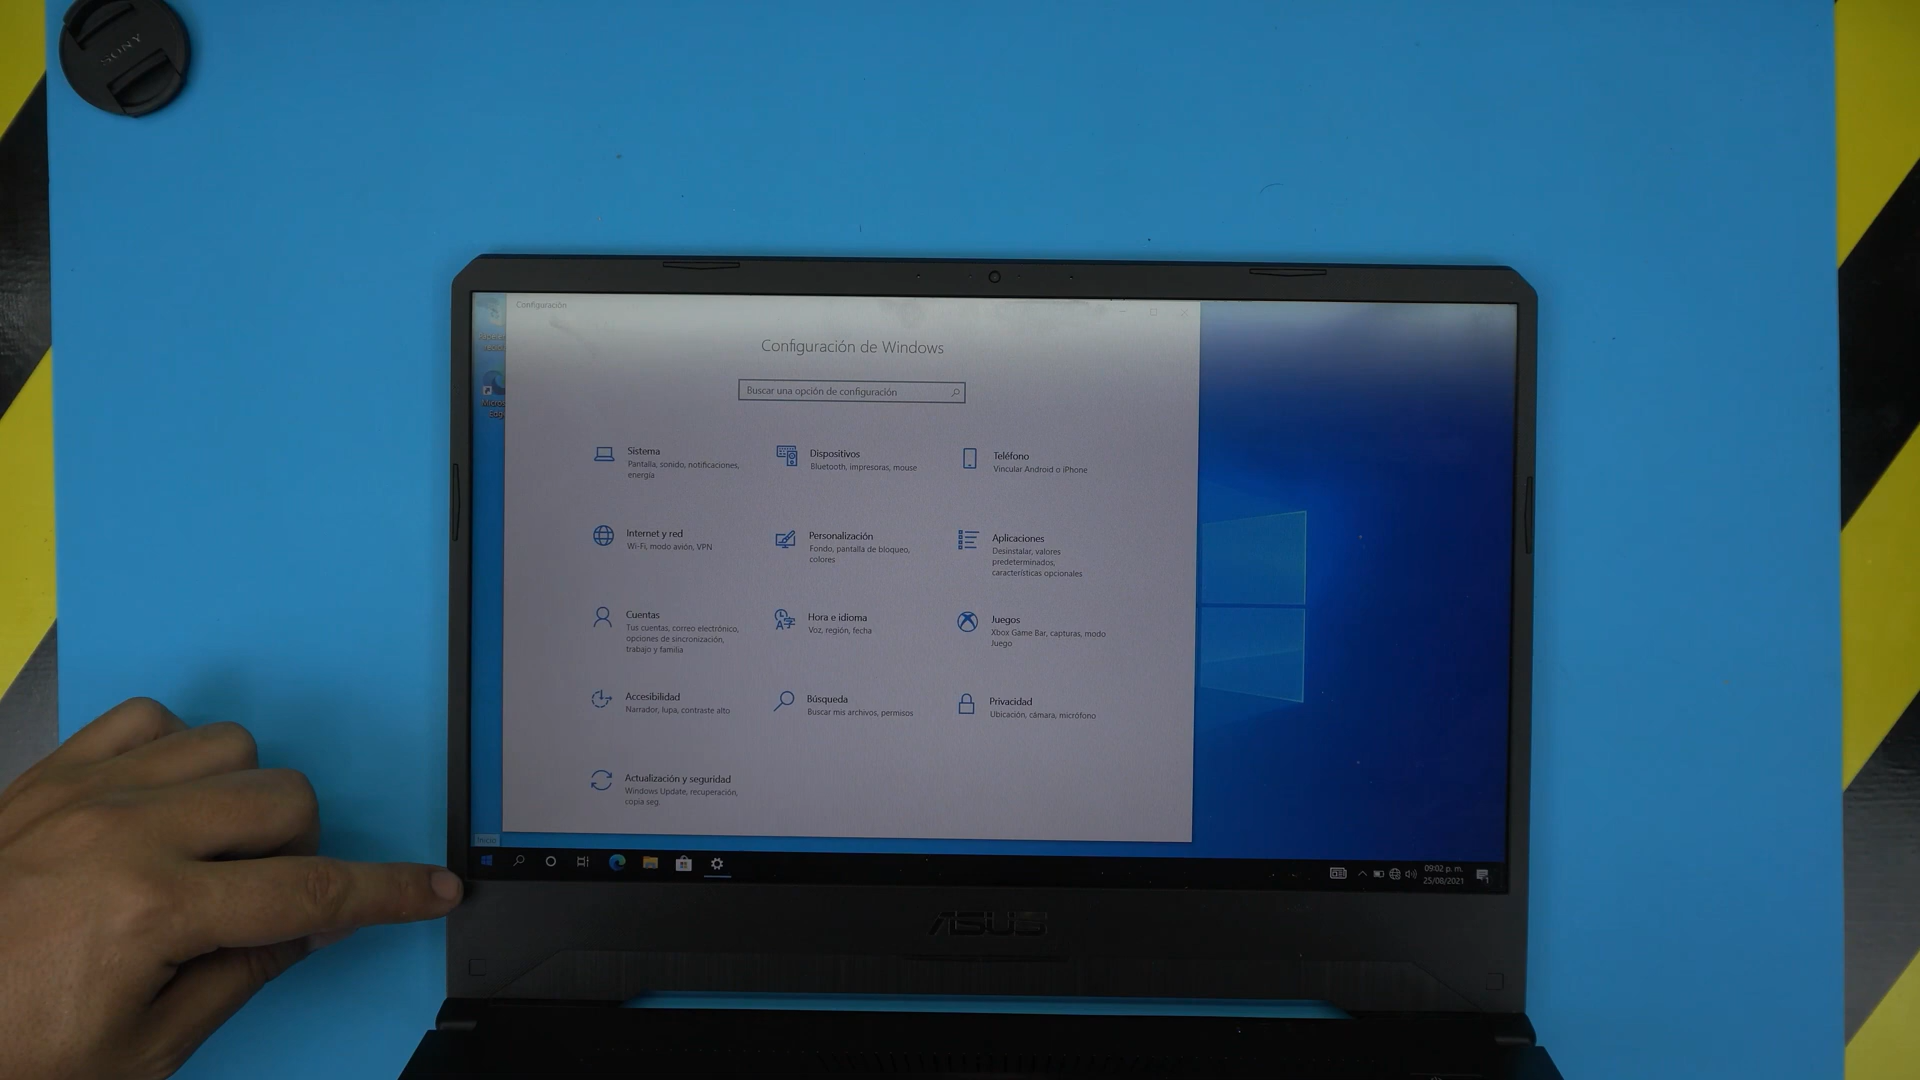 SONY
Configuración
Configuración de Windows
Buscar una opción de configuración
Sistema
Pantalla, sonido, notificaciones,
energía
Dispositivos
Bluetooth, impresoras, mouse
Teléfono
Vincular Android o iPhone
Internet y red
Wi-Fi, modo avión, VPN
Personalización
Fondo, pantalla de bloqueo,
colores
Aplicaciones
Desinstalar, valores
predeterminados,
características opcionales
Cuentas
Tus cuentas, correo electrónico,
opciones de sincronización,
trabajo y familia
Hora e idioma
Voz, región, fecha
Juegos
Xbox Game Bar, capturas, modo
Juego
Accesibilidad
Narrador, lupa, contraste alto
Búsqueda
Buscar mis archivos, permisos
Privacidad
Ubicación, cámara, micrófono
Actualización y seguridad
Windows Update, recuperación,
copia seg.
Inicio
09:02 p. m.
25/08/2021
ASUS